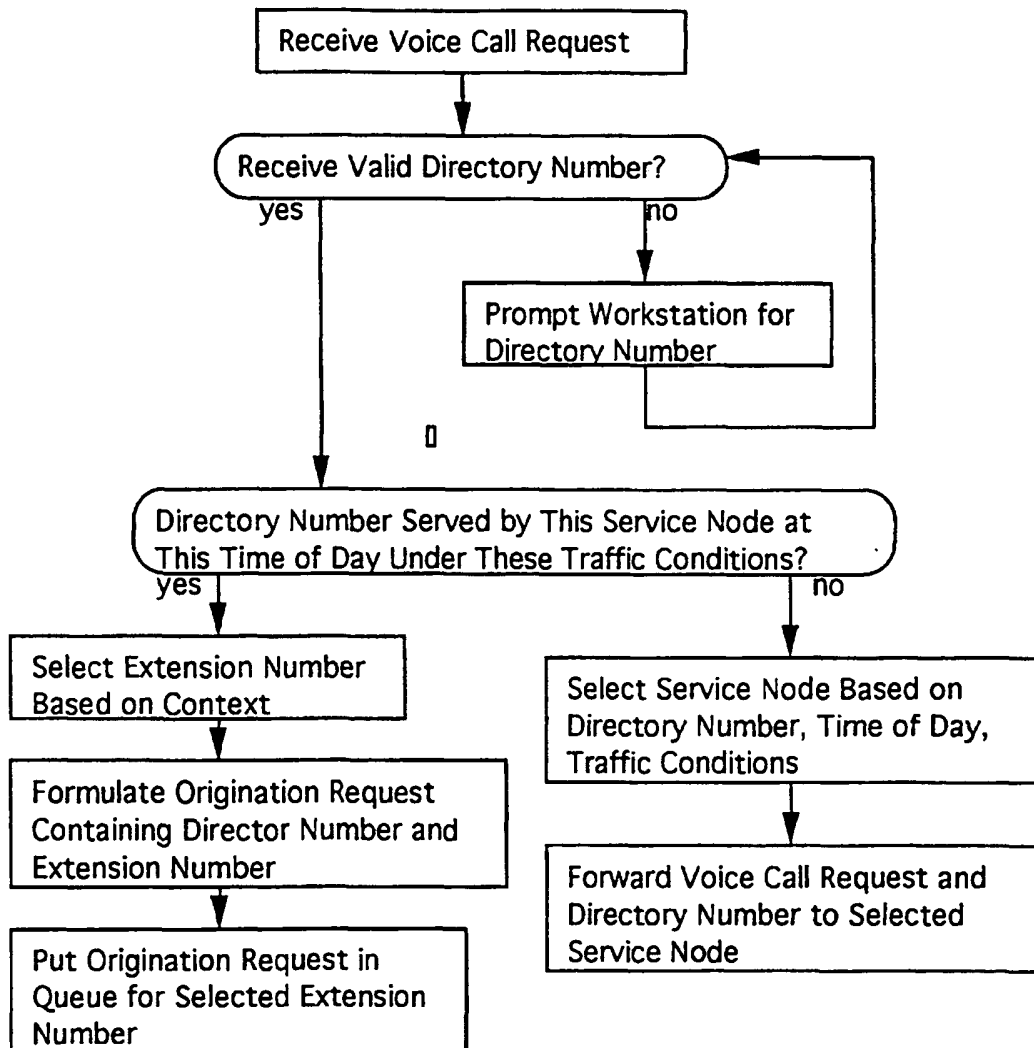 Receive Voice Call Request
Receive Valid Directory Number?
yes
no
Prompt Workstation for
Directory Number
Directory Number Served by This Service Node at
This Time of Day Under These Traffic Conditions?
yes
no
Select Extension Number
Based on Context
Formulate Origination Request
Containing Director Number and
Extension Number
Put Origination Request in
Queue for Selected Extension
Number
Select Service Node Based on
Directory Number, Time of Day,
Traffic Conditions
Forward Voice Call Request and
Directory Number to Selected
Service Node